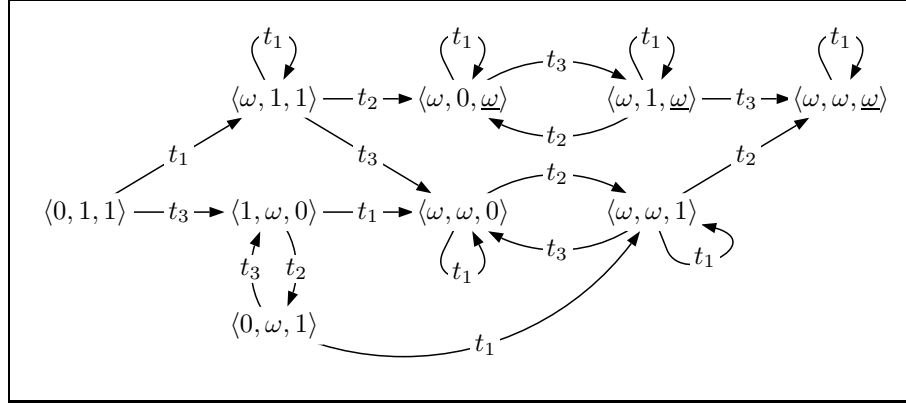 t₁ t₁ t₁ t₁
t₃
⟨ω, 1, 1⟩ t₂ ⟨ω, 0, ω̲⟩ ⟨ω, 1, ω̲⟩ t₃ ⟨ω, ω, ω̲⟩
t₂
t₁ t₃ t₂
t₂
⟨0, 1, 1⟩ t₃ ⟨1, ω, 0⟩ t₁ ⟨ω, ω, 0⟩ ⟨ω, ω, 1⟩
t₃ t₁
t₃ t₂ t₁
⟨0, ω, 1⟩
t₁